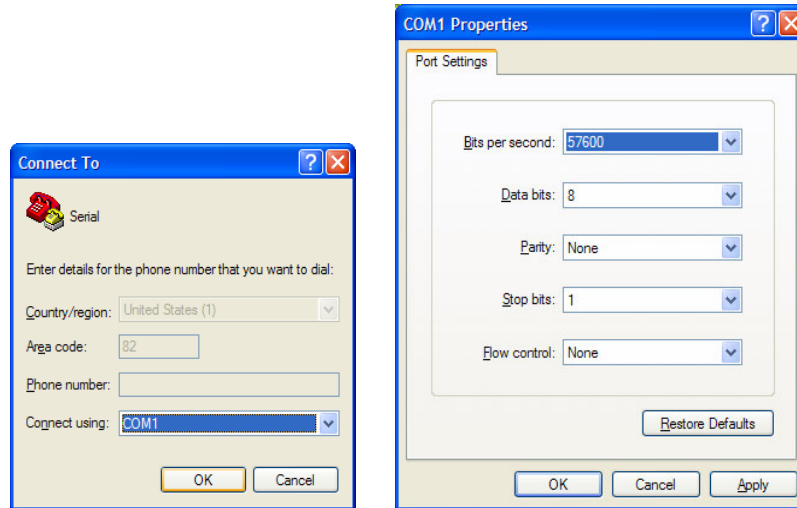 Connect To
Serial
Enter details for the phone number that you want to dial:
Country/region: United States (1)
Area code: 82
Phone number:
Connect using: COM1
OK Cancel
COM1 Properties
Port Settings
Bits per second: 57600
Data bits: 8
Parity: None
Stop bits: 1
Flow control: None
Restore Defaults
OK Cancel Apply